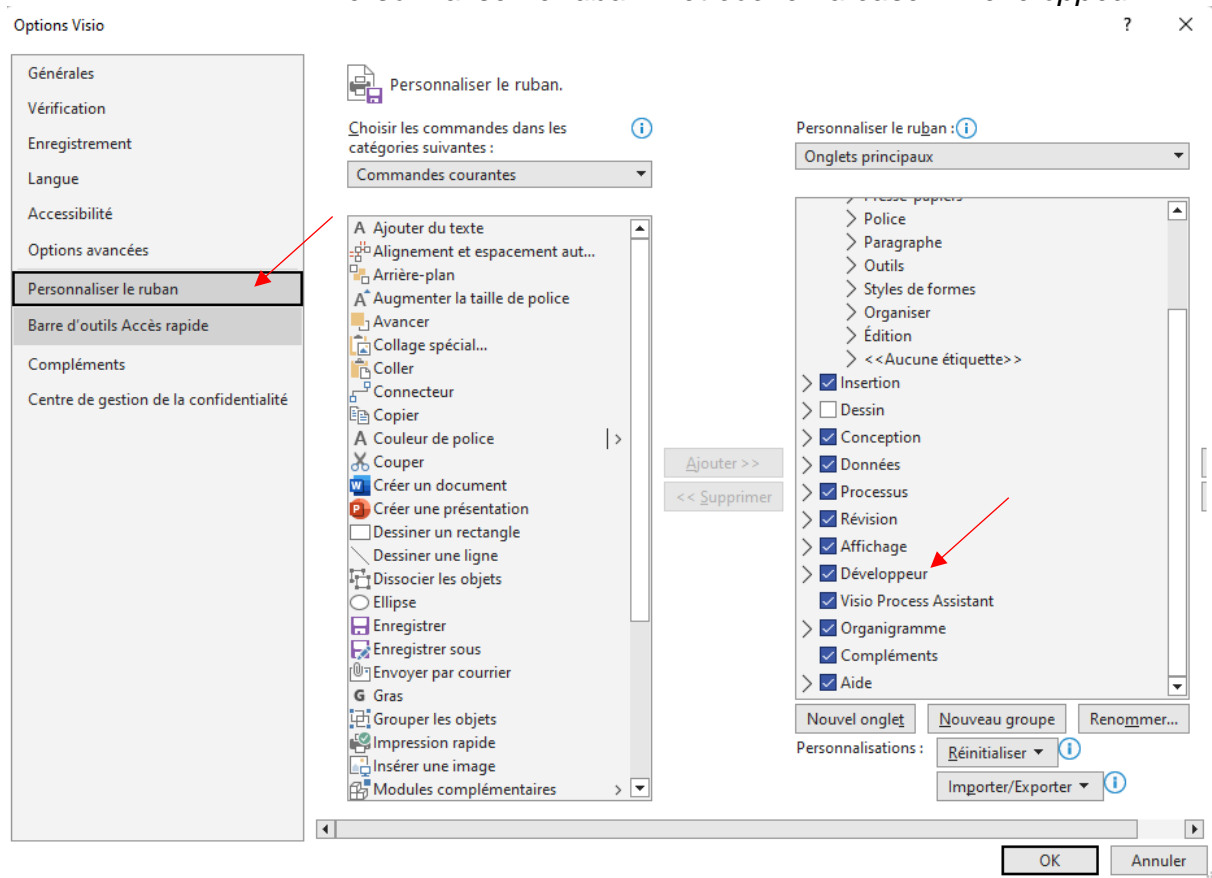 Options Visio
?
Générales
Vérification
Enregistrement
Langue
Accessibilité
Options avancées
Personnaliser le ruban
Barre d'outils Accès rapide
Compléments
Centre de gestion de la confidentialité
Personnaliser le ruban.
Choisir les commandes dans les
catégories suivantes :
Commandes courantes
A Ajouter du texte
Alignement et espacement aut...
Arrière-plan
Augmenter la taille de police
Avancer
Collage spécial...
Coller
Connecteur
Copier
A Couleur de police
Couper
Créer un document
Créer une présentation
Dessiner un rectangle
Dessiner une ligne
Dissocier les objets
Ellipse
Enregistrer
Enregistrer sous
Envoyer par courrier
G Gras
Grouper les objets
Impression rapide
Insérer une image
Modules complémentaires
Ajouter >>
<< Supprimer
Personnaliser le ruban :
Onglets principaux
Police
Paragraphe
Outils
Styles de formes
Organiser
Édition
<<Aucune étiquette>>
Insertion
Dessin
Conception
Données
Processus
Révision
Affichage
Développeur
Visio Process Assistant
Organigramme
Compléments
Aide
Nouvel onglet
Nouveau groupe
Renommer...
Personnalisations :
Réinitialiser
Importer/Exporter
OK
Annuler